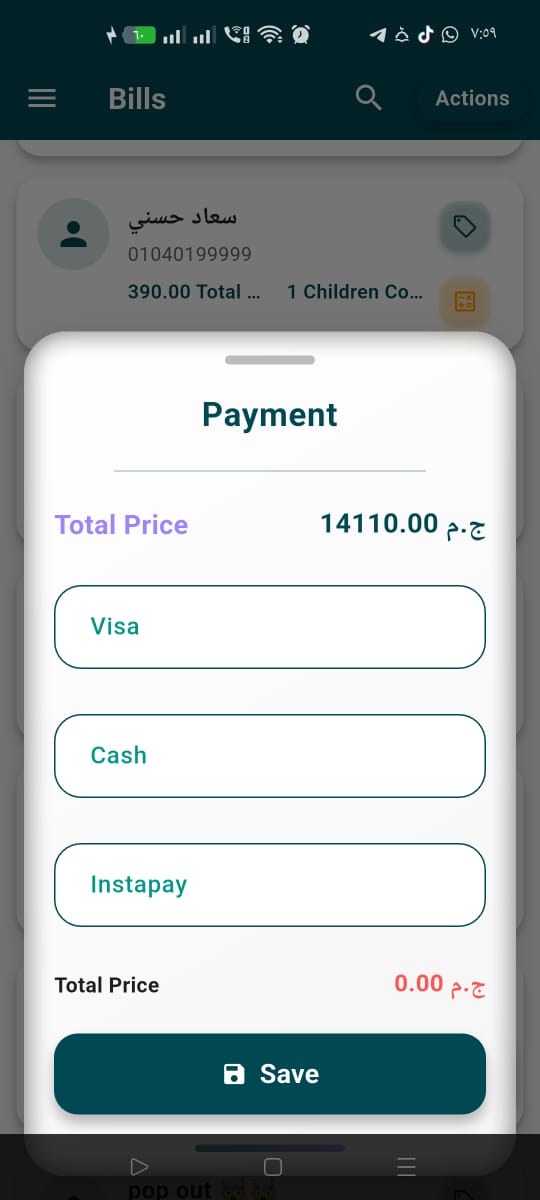 ٦٠
٧:٥٩
Bills
Actions
سعاد حسني
01040199999
390.00 Total ...
1 Children Co...
Payment
Total Price
14110.00 ج.م
Visa
Cash
Instapay
Total Price
0.00 ج.م
Save
pop out 🤯🤯